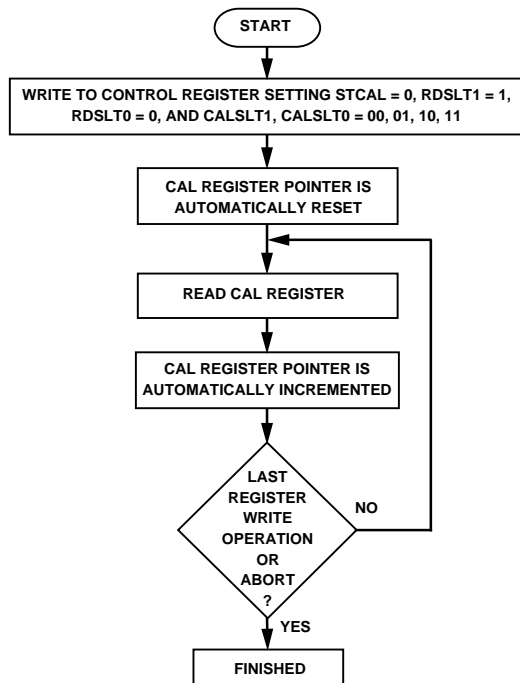 START
WRITE TO CONTROL REGISTER SETTING STCAL = 0, RDSLT1 = 1,
RDSLT0 = 0, AND CALSLT1, CALSLT0 = 00, 01, 10, 11
CAL REGISTER POINTER IS
AUTOMATICALLY RESET
READ CAL REGISTER
CAL REGISTER POINTER IS
AUTOMATICALLY INCREMENTED
LAST
REGISTER
WRITE
OPERATION
OR
ABORT
?
NO
YES
FINISHED